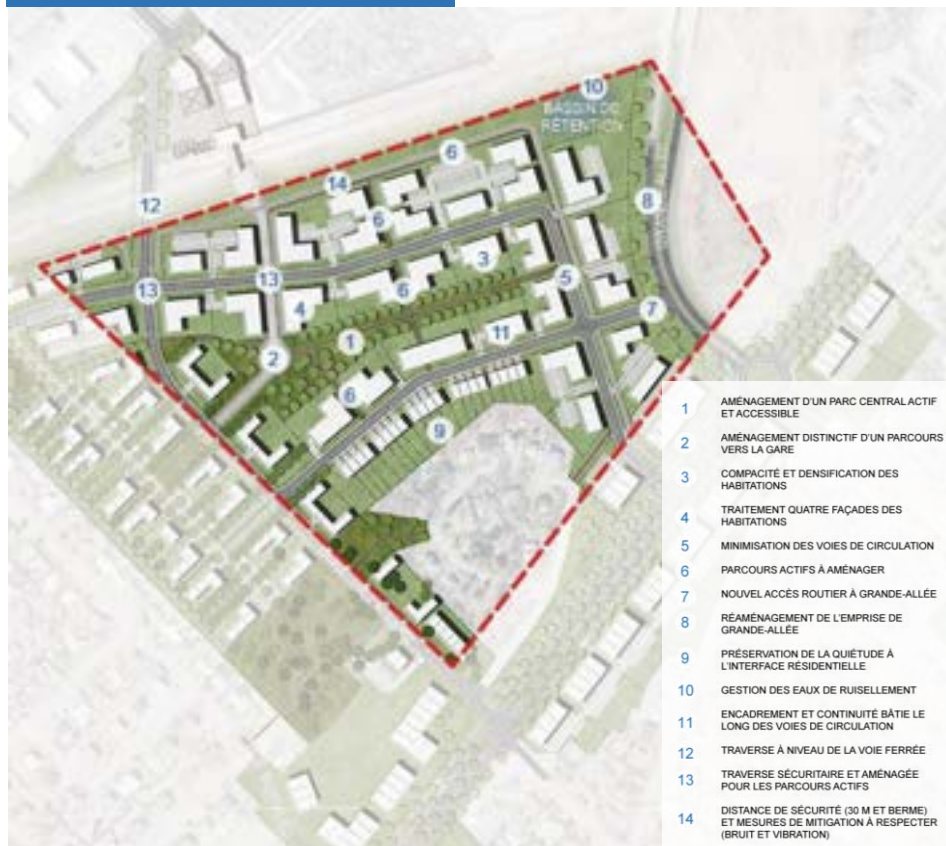 10
BASSIN DE
RÉTENTION
6
14
12
8
6
3
13
13
5
6
4
7
11
1
2
6
9
1 AMÉNAGEMENT D'UN PARC CENTRAL ACTIF
ET ACCESSIBLE
2 AMÉNAGEMENT DISTINCTIF D'UN PARCOURS
VERS LA GARE
3 COMPACITÉ ET DENSIFICATION DES
HABITATIONS
4 TRAITEMENT QUATRE FAÇADES DES
HABITATIONS
5 MINIMISATION DES VOIES DE CIRCULATION
6 PARCOURS ACTIFS À AMÉNAGER
7 NOUVEL ACCÈS ROUTIER À GRANDE-ALLÉE
8 RÉAMÉNAGEMENT DE L'EMPRISE DE
GRANDE-ALLÉE
9 PRÉSERVATION DE LA QUIÉTUDE À
L'INTERFACE RÉSIDENTIELLE
10 GESTION DES EAUX DE RUISELLEMENT
11 ENCADREMENT ET CONTINUITÉ BÂTIE LE
LONG DES VOIES DE CIRCULATION
12 TRAVERSE À NIVEAU DE LA VOIE FERRÉE
13 TRAVERSE SÉCURITAIRE ET AMÉNAGÉE
POUR LES PARCOURS ACTIFS
14 DISTANCE DE SÉCURITÉ (30 M ET BERME)
ET MESURES DE MITIGATION À RESPECTER
(BRUIT ET VIBRATION)